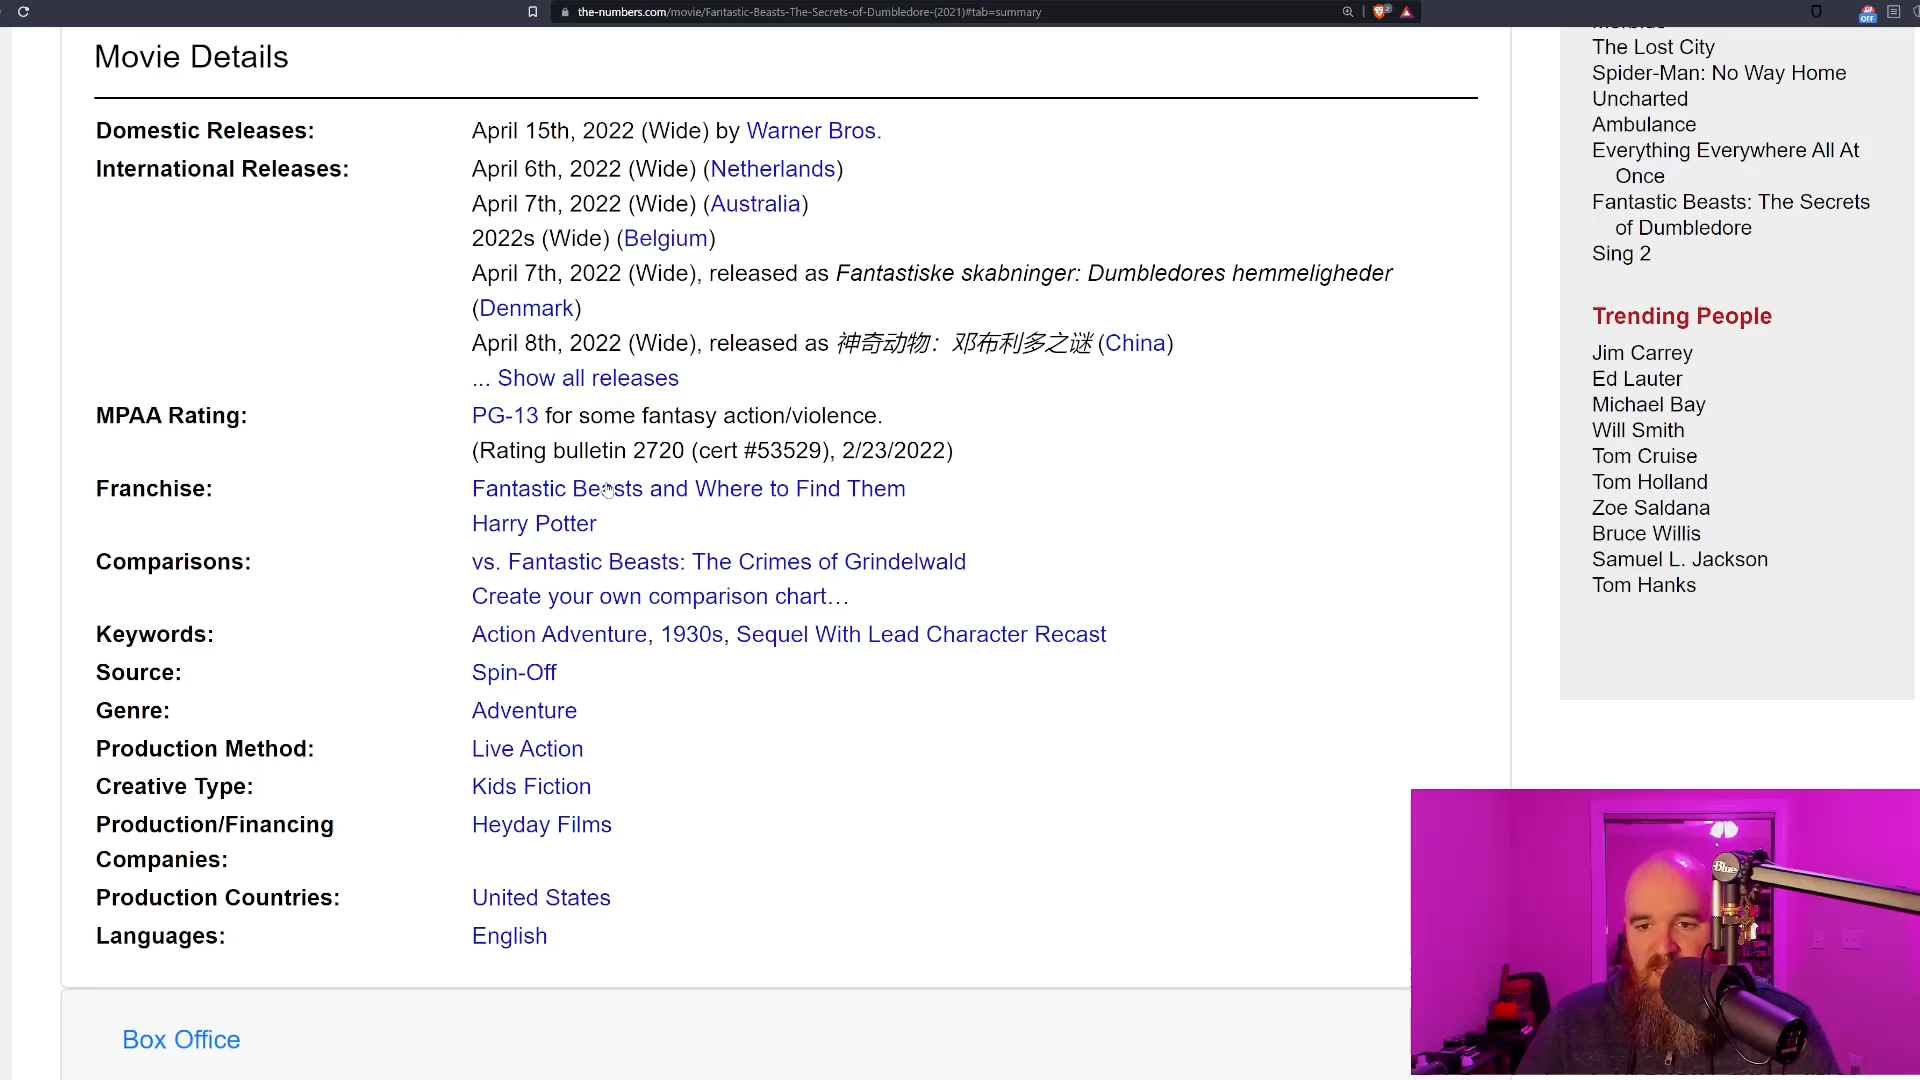 the-numbers.com/movie/Fantastic-Beasts-The-Secrets-of-Dumbledore-(2021)#tab=summary
OFF
Movie Details
Domestic Releases:
April 15th, 2022 (Wide) by Warner Bros.
International Releases:
April 6th, 2022 (Wide) (Netherlands)
April 7th, 2022 (Wide) (Australia)
2022s (Wide) (Belgium)
April 7th, 2022 (Wide), released as Fantastiske skabninger: Dumbledores hemmeligheder
(Denmark)
April 8th, 2022 (Wide), released as 神奇动物：邓布利多之谜 (China)
... Show all releases
MPAA Rating:
PG-13 for some fantasy action/violence.
(Rating bulletin 2720 (cert #53529), 2/23/2022)
Franchise:
Fantastic Beasts and Where to Find Them
Harry Potter
Comparisons:
vs. Fantastic Beasts: The Crimes of Grindelwald
Create your own comparison chart…
Keywords:
Action Adventure, 1930s, Sequel With Lead Character Recast
Source:
Spin-Off
Genre:
Adventure
Production Method:
Live Action
Creative Type:
Kids Fiction
Production/Financing
Companies:
Heyday Films
Production Countries:
United States
Languages:
English
Box Office
The Lost City
Spider-Man: No Way Home
Uncharted
Ambulance
Everything Everywhere All At
Once
Fantastic Beasts: The Secrets
of Dumbledore
Sing 2
Trending People
Jim Carrey
Ed Lauter
Michael Bay
Will Smith
Tom Cruise
Tom Holland
Zoe Saldana
Bruce Willis
Samuel L. Jackson
Tom Hanks
Blue